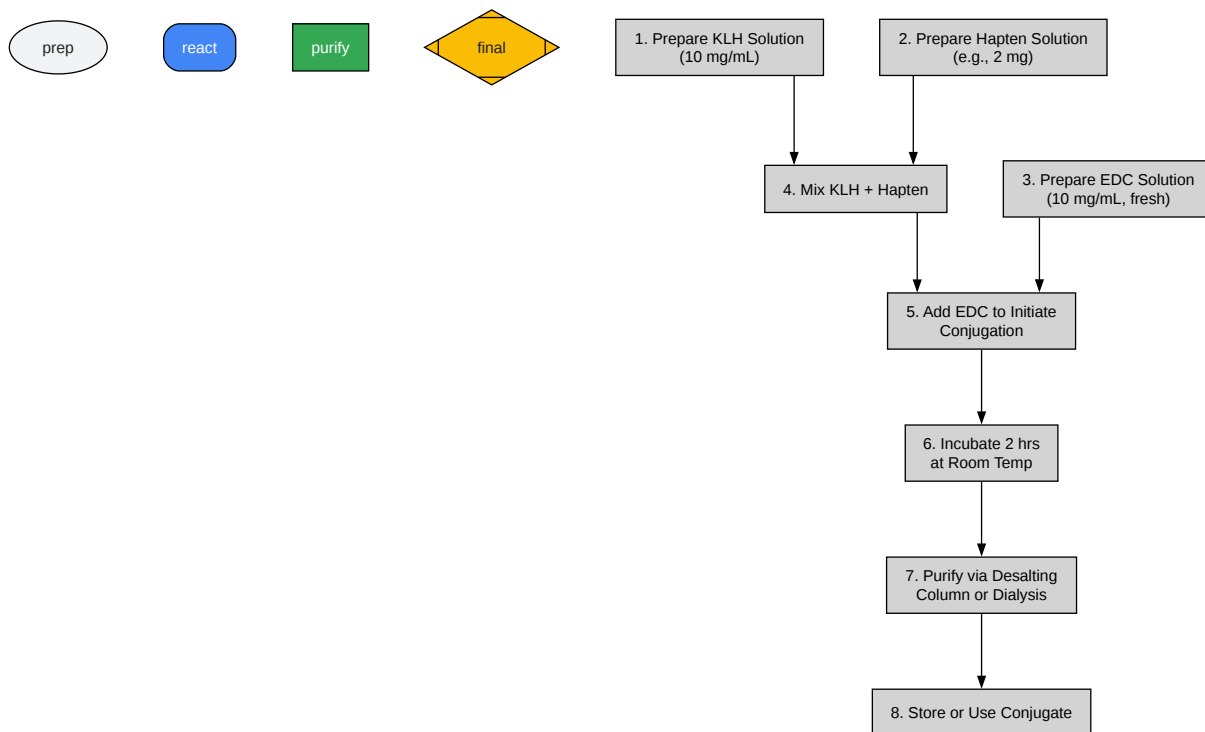 prep
react
purify
final
1. Prepare KLH Solution
(10 mg/mL)
2. Prepare Hapten Solution
(e.g., 2 mg)
4. Mix KLH + Hapten
3. Prepare EDC Solution
(10 mg/mL, fresh)
5. Add EDC to Initiate
Conjugation
6. Incubate 2 hrs
at Room Temp
7. Purify via Desalting
Column or Dialysis
8. Store or Use Conjugate